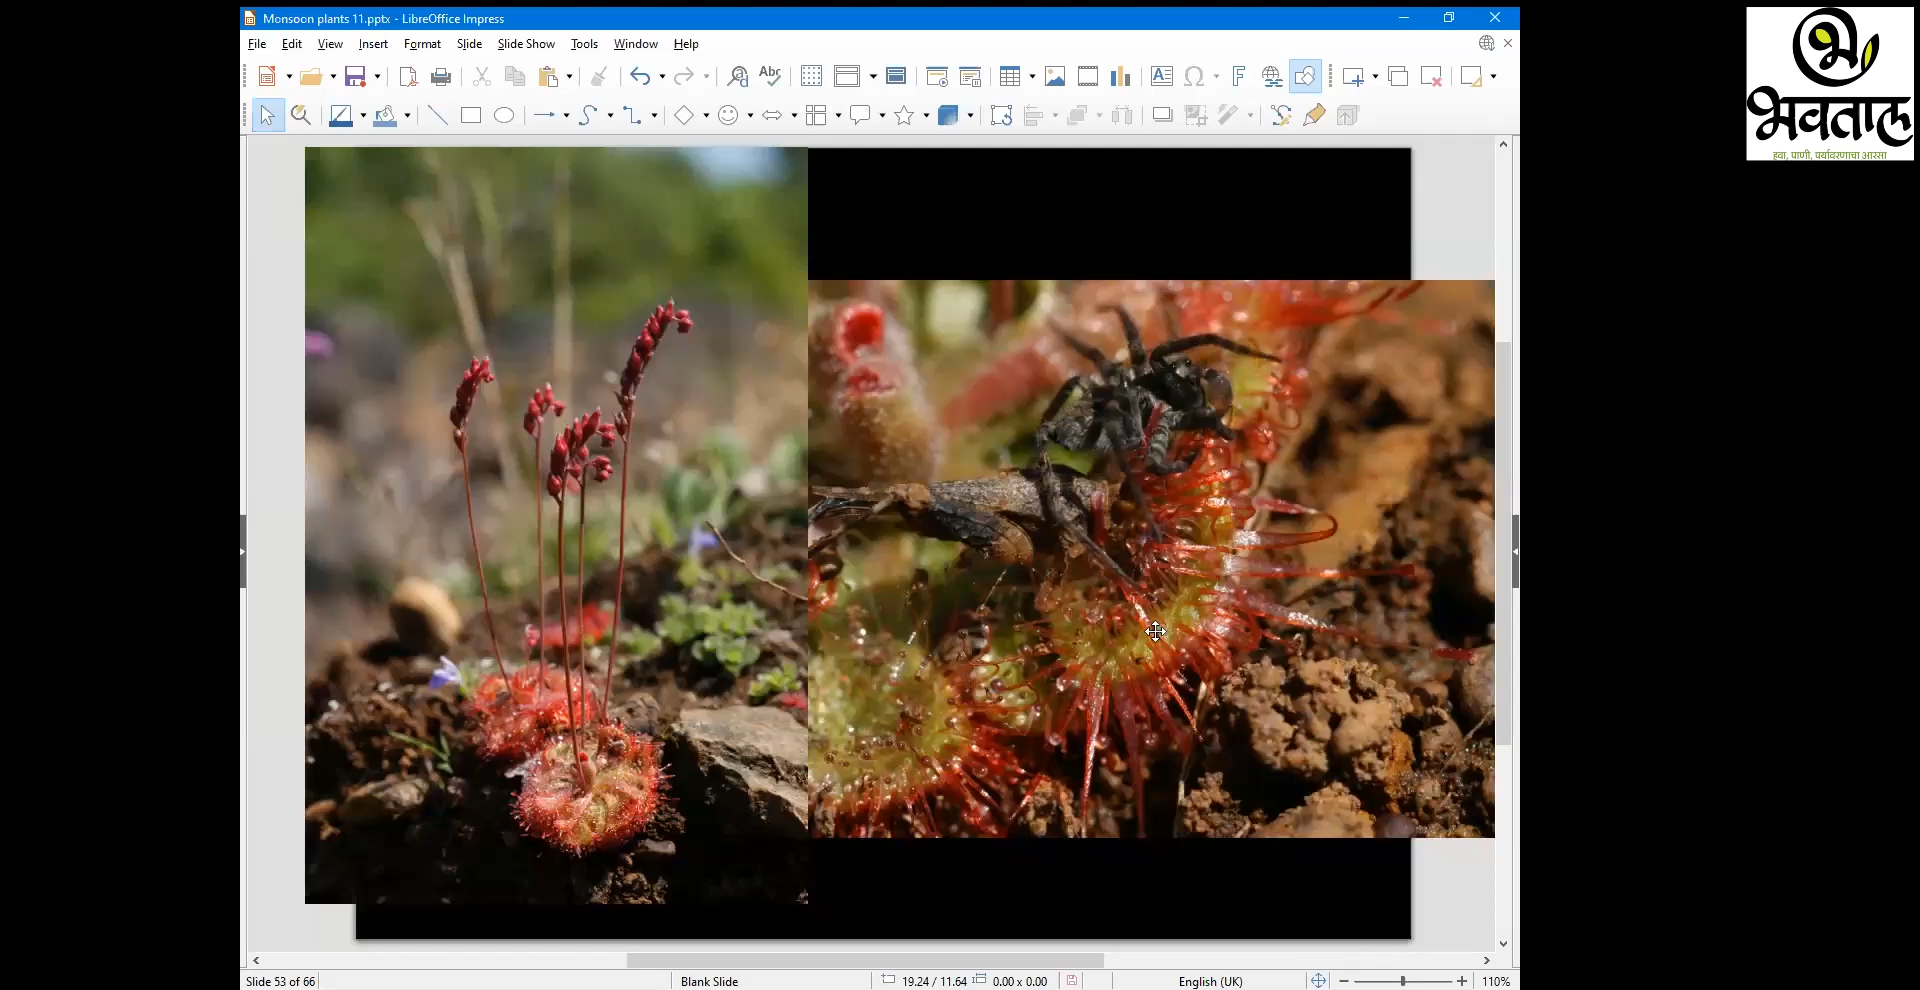 Monsoon plants 11.pptx - LibreOffice Impress
File Edit View Insert Format Slide Slide Show Tools Window Help
Abc
भवताल
हवा, पाणी, पर्यावरणाचा आरसा
Slide 53 of 66
Blank Slide
19.24 / 11.64
0.00 x 0.00
English (UK)
110%